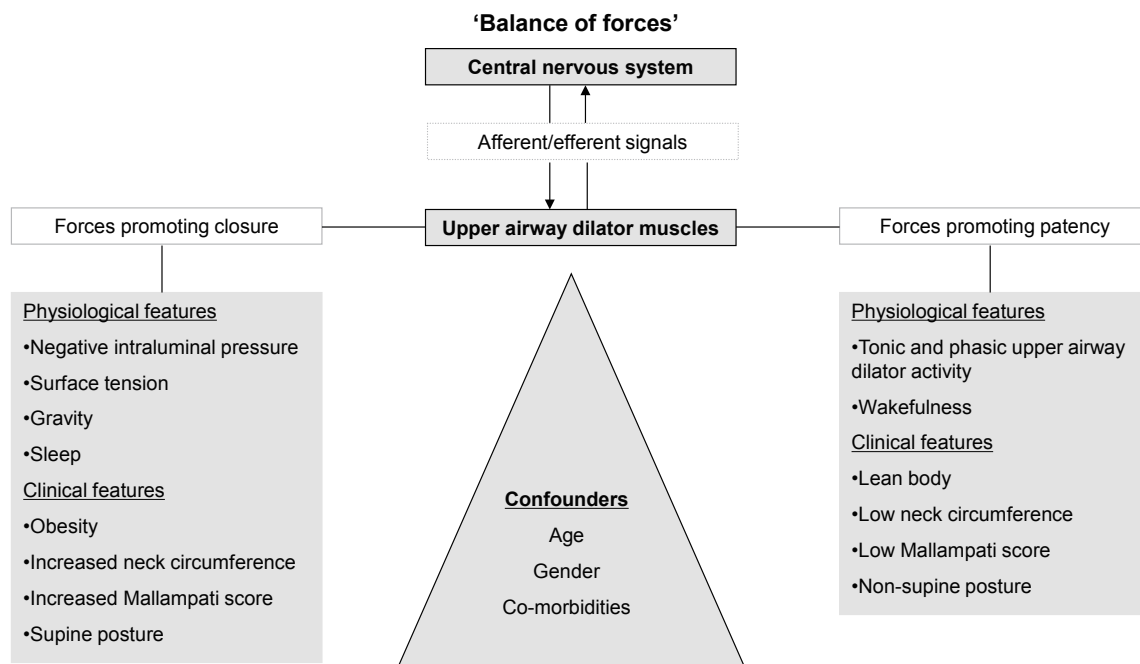 ‘Balance of forces’
Central nervous system
Afferent/efferent signals
Upper airway dilator muscles
Forces promoting closure
Physiological features
•Negative intraluminal pressure
•Surface tension
•Gravity
•Sleep
Clinical features
•Obesity
•Increased neck circumference
•Increased Mallampati score
•Supine posture
Confounders
Age
Gender
Co-morbidities
Forces promoting patency
Physiological features
•Tonic and phasic upper airway
dilator activity
•Wakefulness
Clinical features
•Lean body
•Low neck circumference
•Low Mallampati score
•Non-supine posture